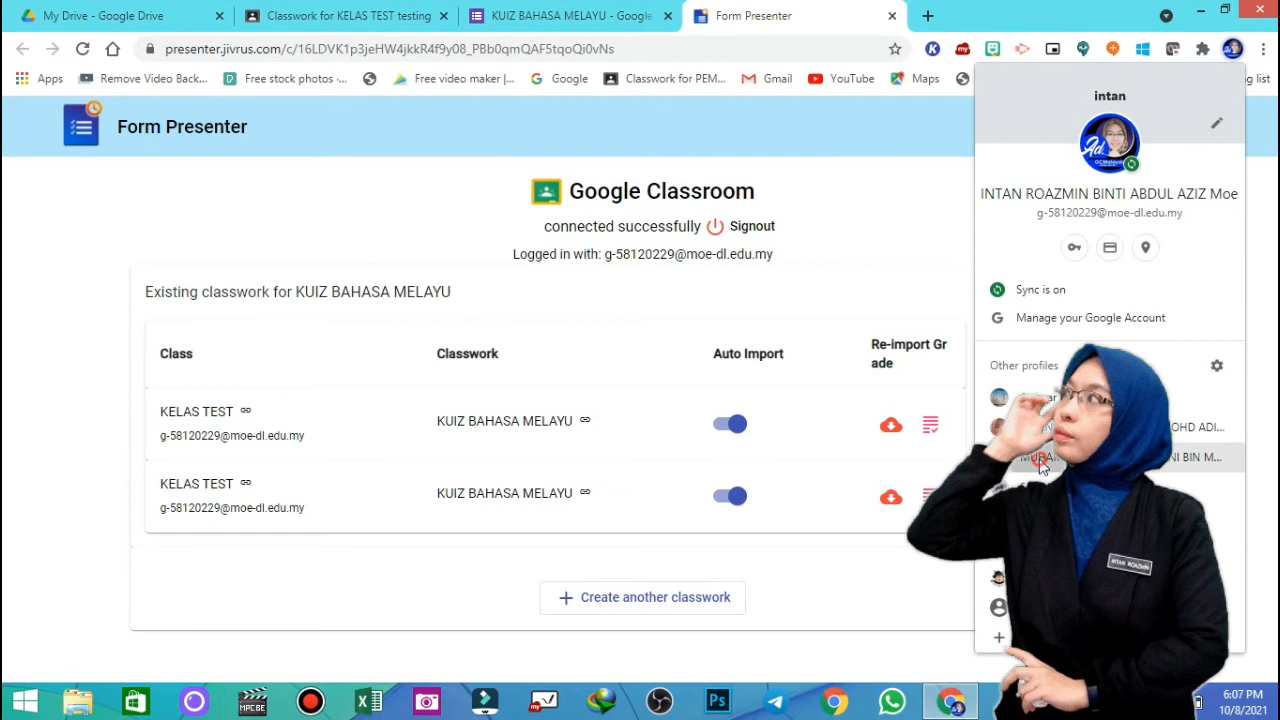 My Drive - Google Drive
Classwork for KELAS TEST testing
KUIZ BAHASA MELAYU - Google
Form Presenter
presenter.jivrus.com/c/16LDVK1p3jeHW4jkkR4f9y08_PBb0qmQAF5tqoQi0vNs
Apps
Remove Video Back...
Free stock photos ·...
Free video maker |...
Google
Classwork for PEM...
Gmail
YouTube
Maps
g list
Form Presenter
Google Classroom
connected successfully
Signout
Logged in with: g-58120229@moe-dl.edu.my
Existing classwork for KUIZ BAHASA MELAYU
Class
Classwork
Auto Import
Re-import Gr
ade
KELAS TEST
g-58120229@moe-dl.edu.my
KUIZ BAHASA MELAYU
KELAS TEST
g-58120229@moe-dl.edu.my
KUIZ BAHASA MELAYU
+ Create another classwork
intan
Ad.
INTAN ROAZMIN BINTI ABDUL AZIZ Moe
g-58120229@moe-dl.edu.my
Sync is on
Manage your Google Account
Other profiles
OHD ADI...
NI BIN M...
INTAN ROAZMIN
MPC BE
Ps
6:07 PM
10/8/2021